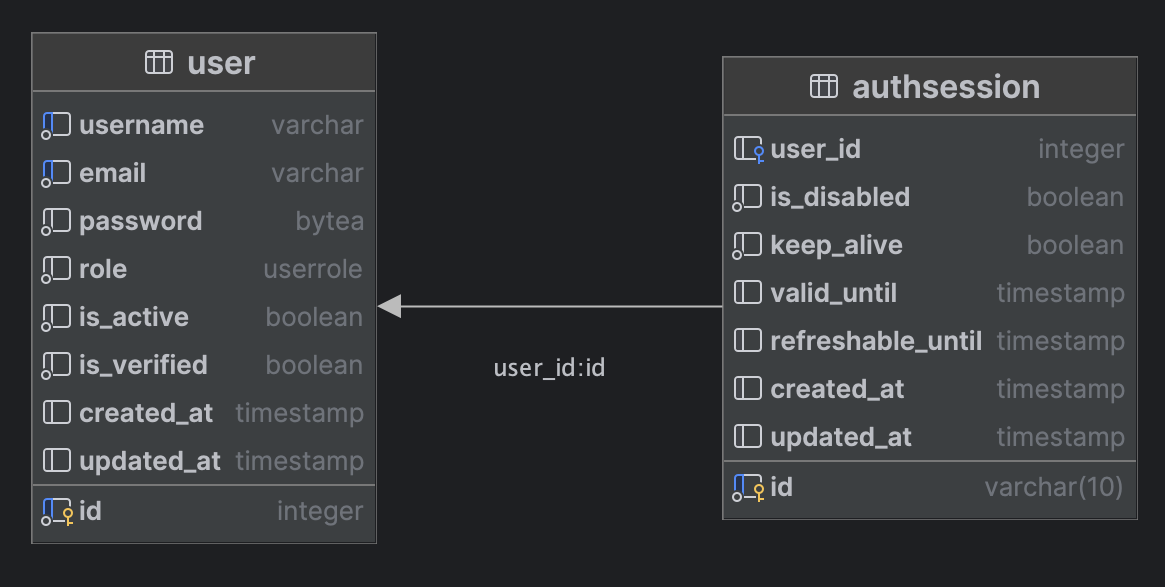 user
username varchar
email varchar
password bytea
role userrole
is_active boolean
is_verified boolean
created_at timestamp
updated_at timestamp
id integer
user_id:id
authsession
user_id integer
is_disabled boolean
keep_alive boolean
valid_until timestamp
refreshable_until timestamp
created_at timestamp
updated_at timestamp
id varchar(10)